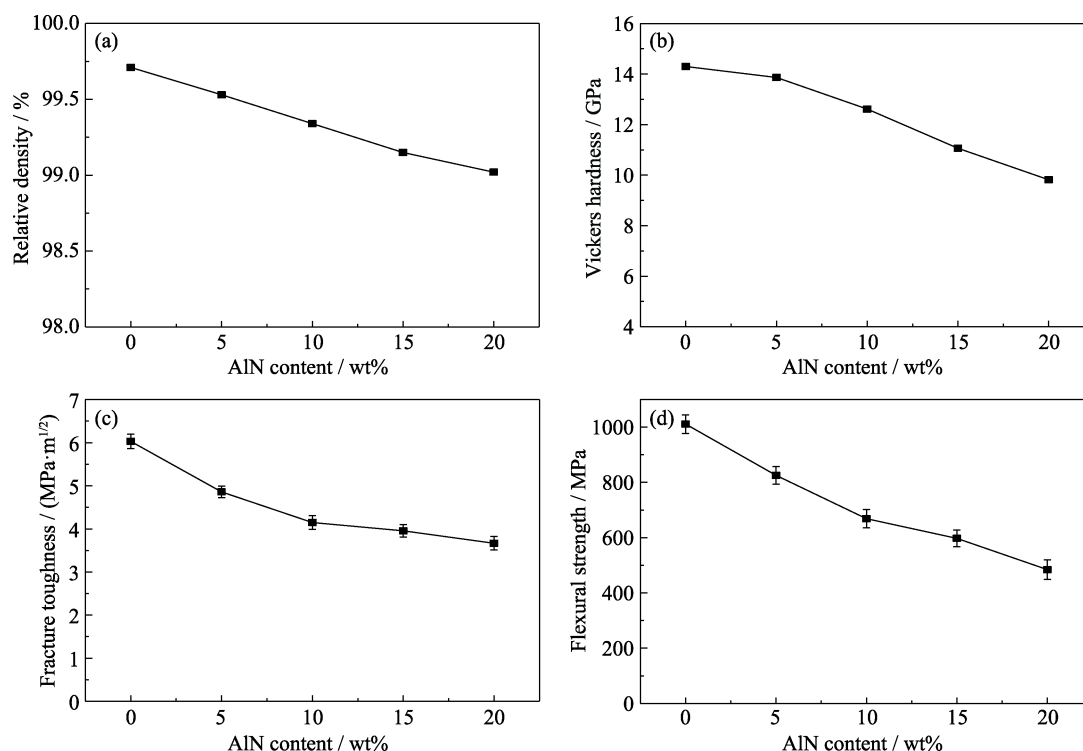 (a)
Relative density / %
100.0
99.5
99.0
98.5
98.0
0 5 10 15 20
AlN content / wt%
(b)
Vickers hardness / GPa
16
14
12
10
8
6
4
0 5 10 15 20
AlN content / wt%
(c)
Fracture toughness / (MPa·m1/2)
7
6
5
4
3
2
1
0
0 5 10 15 20
AlN content / wt%
(d)
Flexural strength / MPa
1000
800
600
400
200
0
0 5 10 15 20
AlN content / wt%